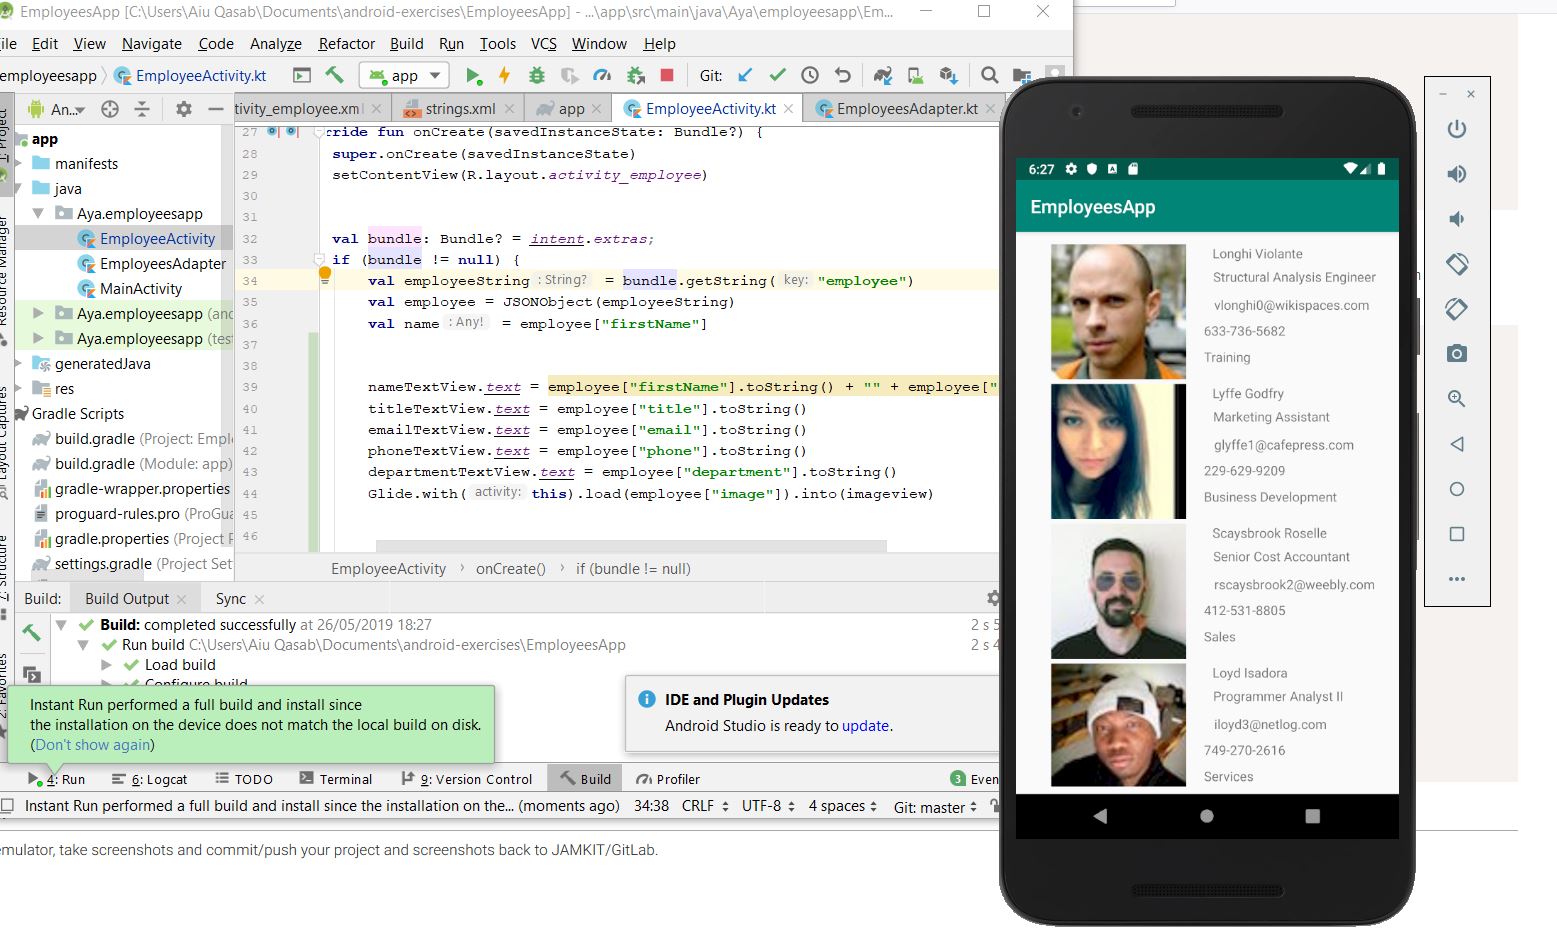 EmployeesApp [C:\Users\Aiu Qasab\Documents\android-exercises\EmployeesApp] - ...\app\src\main\java\Aya\employeesapp\Em...
ile Edit View Navigate Code Analyze Refactor Build Run Tools VCS Window Help
employeesapp EmployeeActivity.kt app Git:
An... tivity_employee.xml strings.xml app EmployeeActivity.kt EmployeesAdapter.kt
1: Project
Resource Manager
Layout Captures
7: Structure
2: Favorites
app
manifests
java
Aya.employeesapp
EmployeeActivity
EmployeesAdapter
MainActivity
Aya.employeesapp (and
Aya.employeesapp (test
generatedJava
res
Gradle Scripts
build.gradle (Project: Empl
build.gradle (Module: app)
gradle-wrapper.properties
proguard-rules.pro (ProGua
gradle.properties (Project P
settings.gradle (Project Set
27 rride fun onCreate(savedInstanceState: Bundle?) {
28 super.onCreate(savedInstanceState)
29 setContentView(R.layout.activity_employee)
30
31
32 val bundle: Bundle? = intent.extras;
33 if (bundle != null) {
34 val employeeString : String? = bundle.getString( key: "employee")
35 val employee = JSONObject(employeeString)
36 val name : Any! = employee["firstName"]
37
38
39 nameTextView.text = employee["firstName"].toString() + "" + employee["
40 titleTextView.text = employee["title"].toString()
41 emailTextView.text = employee["email"].toString()
42 phoneTextView.text = employee["phone"].toString()
43 departmentTextView.text = employee["department"].toString()
44 Glide.with( activity: this).load(employee["image"]).into(imageview)
45
46
EmployeeActivity › onCreate() › if (bundle != null)
Build: Build Output Sync
Build: completed successfully at 26/05/2019 18:27 2 s 5
Run build C:\Users\Aiu Qasab\Documents\android-exercises\EmployeesApp 2 s 4
Load build
Configure build
Instant Run performed a full build and install since
the installation on the device does not match the local build on disk.
(Don't show again)
IDE and Plugin Updates
Android Studio is ready to update.
4: Run 6: Logcat TODO Terminal 9: Version Control Build Profiler 3 Even
Instant Run performed a full build and install since the installation on the... (moments ago) 34:38 CRLF UTF-8 4 spaces Git: master
emulator, take screenshots and commit/push your project and screenshots back to JAMKIT/GitLab.
6:27
EmployeesApp
Longhi Violante
Structural Analysis Engineer
vlonghi0@wikispaces.com
633-736-5682
Training
Lyffe Godfry
Marketing Assistant
glyffe1@cafepress.com
229-629-9209
Business Development
Scaysbrook Roselle
Senior Cost Accountant
rscaysbrook2@weebly.com
412-531-8805
Sales
Loyd Isadora
Programmer Analyst II
iloyd3@netlog.com
749-270-2616
Services